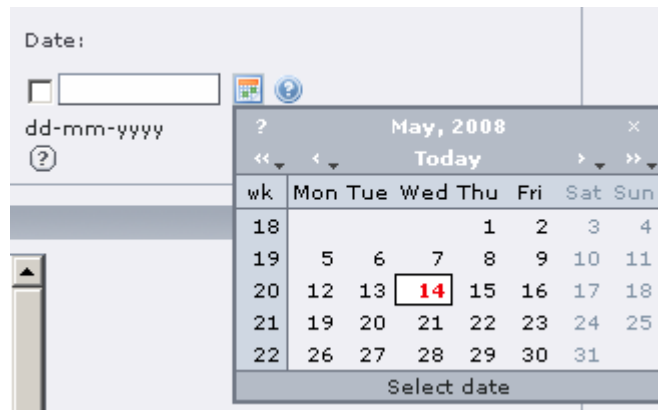 Date:
?
dd-mm-yyyy
?
? May, 2008 ×
« ‹ Today › »
wk Mon Tue Wed Thu Fri Sat Sun
18 1 2 3 4
19 5 6 7 8 9 10 11
20 12 13 14 15 16 17 18
21 19 20 21 22 23 24 25
22 26 27 28 29 30 31
Select date